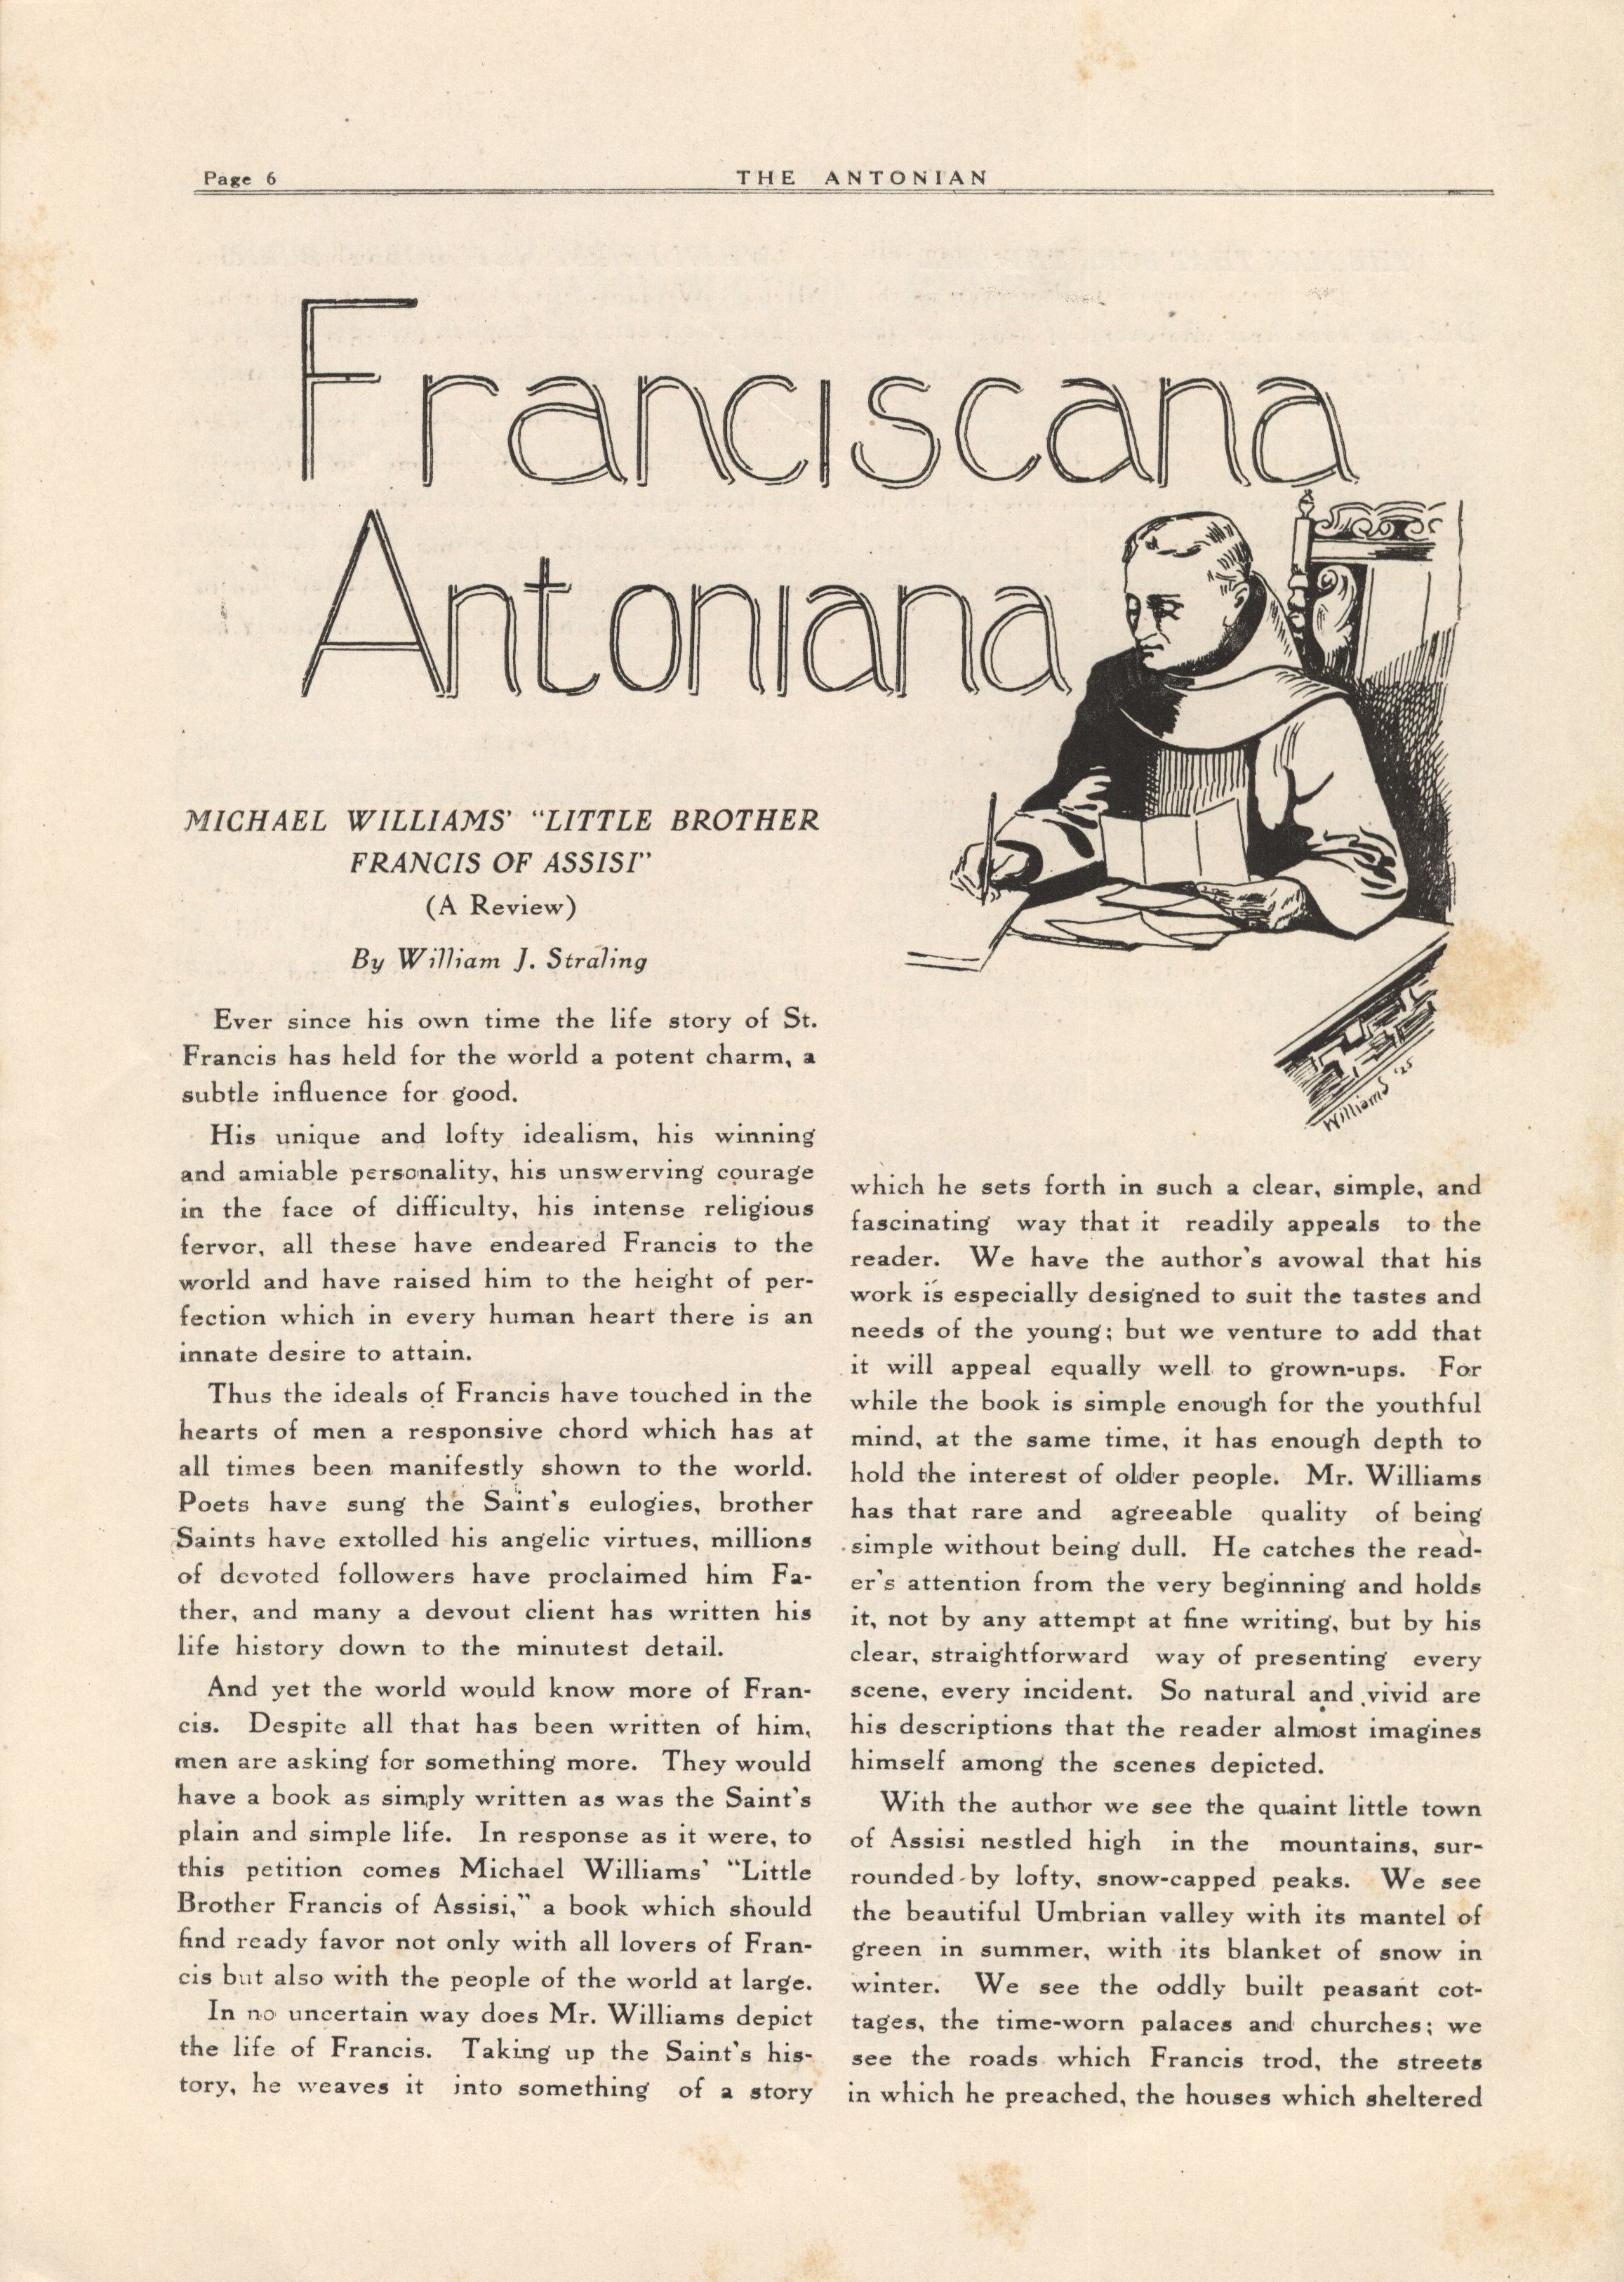 Page 6
THE ANTONIAN
Franciscana
Antoniana
Williams '25
MICHAEL WILLIAMS' "LITTLE BROTHER
FRANCIS OF ASSISI"
(A Review)
By William J. Straling
Ever since his own time the life story of St.
Francis has held for the world a potent charm, a
subtle influence for good.
His unique and lofty idealism, his winning
and amiable personality, his unswerving courage
in the face of difficulty, his intense religious
fervor, all these have endeared Francis to the
world and have raised him to the height of per-
fection which in every human heart there is an
innate desire to attain.
Thus the ideals of Francis have touched in the
hearts of men a responsive chord which has at
all times been manifestly shown to the world.
Poets have sung the Saint's eulogies, brother
Saints have extolled his angelic virtues, millions
of devoted followers have proclaimed him Fa-
ther, and many a devout client has written his
life history down to the minutest detail.
And yet the world would know more of Fran-
cis. Despite all that has been written of him,
men are asking for something more. They would
have a book as simply written as was the Saint's
plain and simple life. In response as it were, to
this petition comes Michael Williams' "Little
Brother Francis of Assisi," a book which should
find ready favor not only with all lovers of Fran-
cis but also with the people of the world at large.
In no uncertain way does Mr. Williams depict
the life of Francis. Taking up the Saint's his-
tory, he weaves it into something of a story
which he sets forth in such a clear, simple, and
fascinating way that it readily appeals to the
reader. We have the author's avowal that his
work is especially designed to suit the tastes and
needs of the young; but we venture to add that
it will appeal equally well to grown-ups. For
while the book is simple enough for the youthful
mind, at the same time, it has enough depth to
hold the interest of older people. Mr. Williams
has that rare and agreeable quality of being
simple without being dull. He catches the read-
er's attention from the very beginning and holds
it, not by any attempt at fine writing, but by his
clear, straightforward way of presenting every
scene, every incident. So natural and vivid are
his descriptions that the reader almost imagines
himself among the scenes depicted.
With the author we see the quaint little town
of Assisi nestled high in the mountains, sur-
rounded by lofty, snow-capped peaks. We see
the beautiful Umbrian valley with its mantel of
green in summer, with its blanket of snow in
winter. We see the oddly built peasant cot-
tages, the time-worn palaces and churches; we
see the roads which Francis trod, the streets
in which he preached, the houses which sheltered